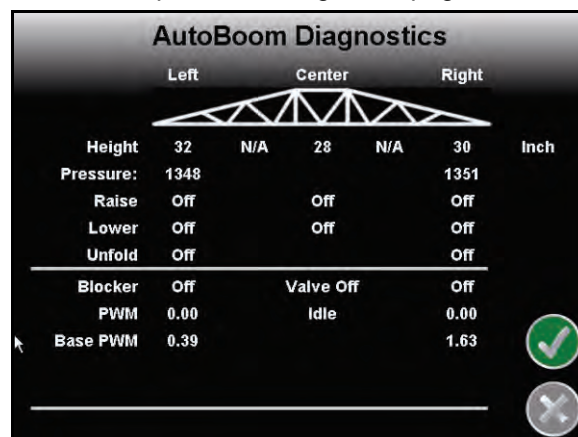 AutoBoom Diagnostics
Left Center Right
Height 32 N/A 28 N/A 30 Inch
Pressure: 1348 1351
Raise Off Off Off
Lower Off Off Off
Unfold Off Off
Blocker Off Valve Off Off
PWM 0.00 Idle 0.00
Base PWM 0.39 1.63